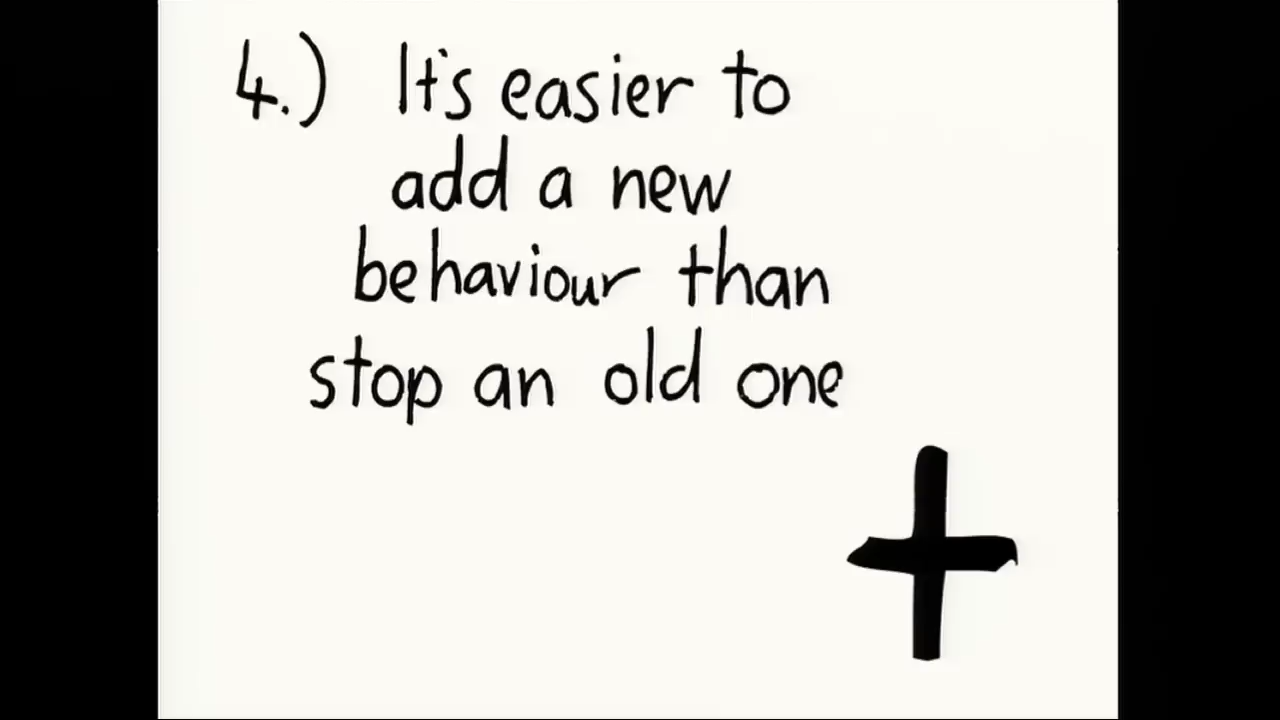 4.) It's easier to
add a new
behaviour than
stop an old one